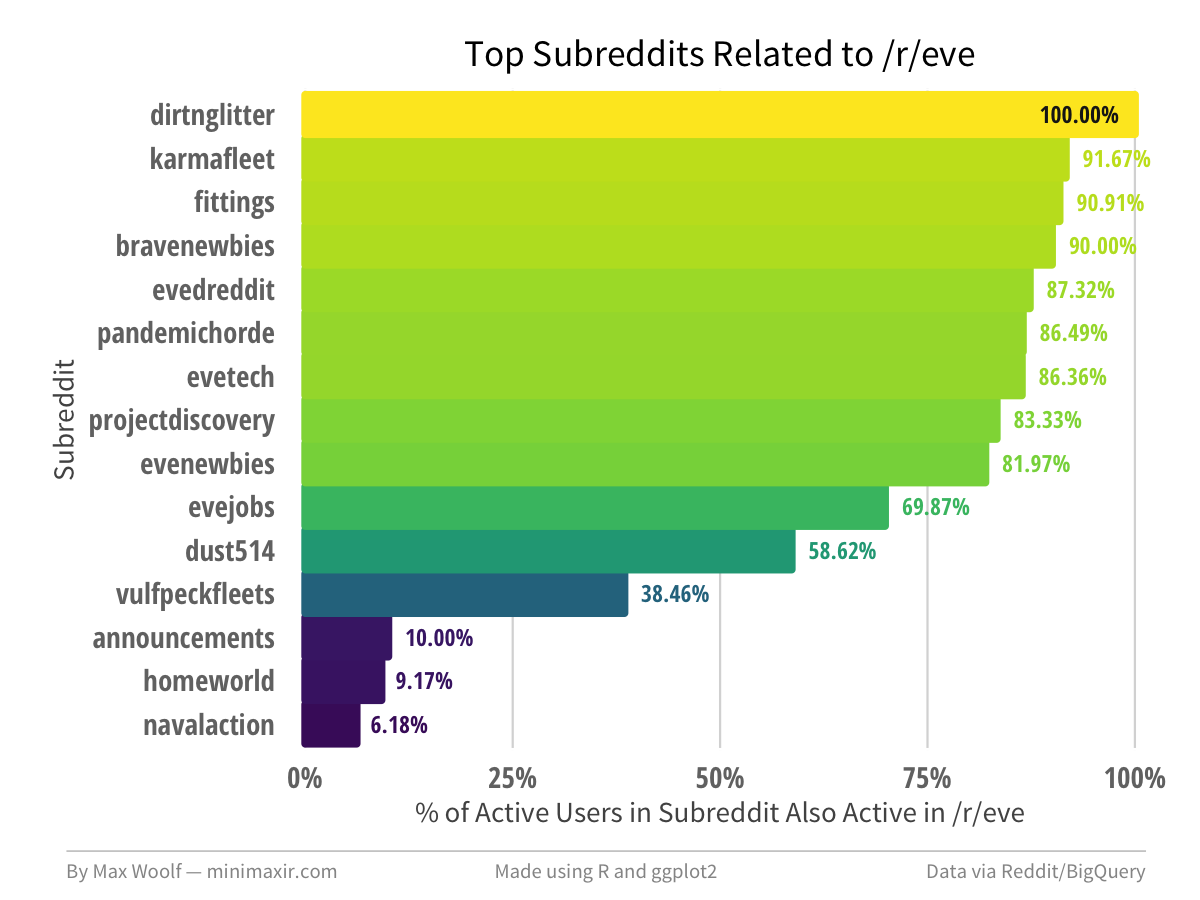 Top Subreddits Related to /r/eve
dirtnglitter 100.00%
karmafleet 91.67%
fittings 90.91%
bravenewbies 90.00%
evedreddit 87.32%
pandemichorde 86.49%
evetech 86.36%
projectdiscovery 83.33%
evenewbies 81.97%
evejobs 69.87%
dust514 58.62%
vulfpeckfleets 38.46%
announcements 10.00%
homeworld 9.17%
navalaction 6.18%
Subreddit
0% 25% 50% 75% 100%
% of Active Users in Subreddit Also Active in /r/eve
By Max Woolf — minimaxir.com Made using R and ggplot2 Data via Reddit/BigQuery